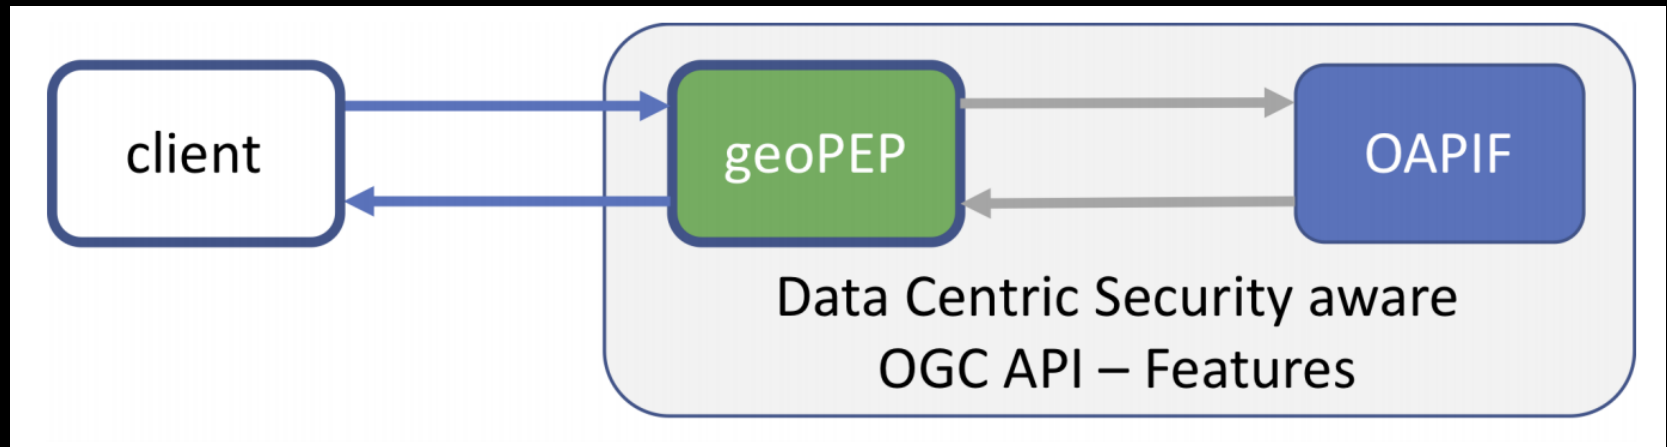 client
geoPEP
OAPIF
Data Centric Security aware
OGC API – Features